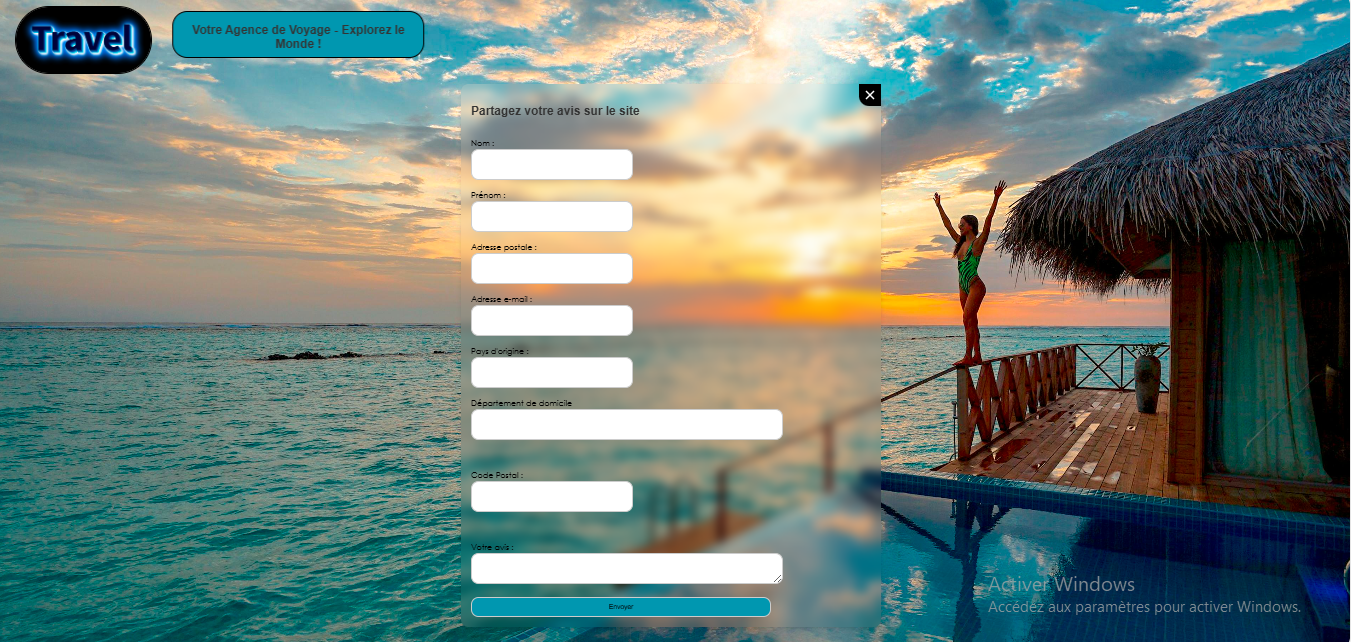 Travel
Votre Agence de Voyage - Explorez le
Monde !
Partagez votre avis sur le site
Nom :
Prénom :
Adresse postale :
Adresse e-mail :
Pays d'origine :
Département de domicile
Code Postal :
Votre avis :
Envoyer
Activer Windows
Accédez aux paramètres pour activer Windows.